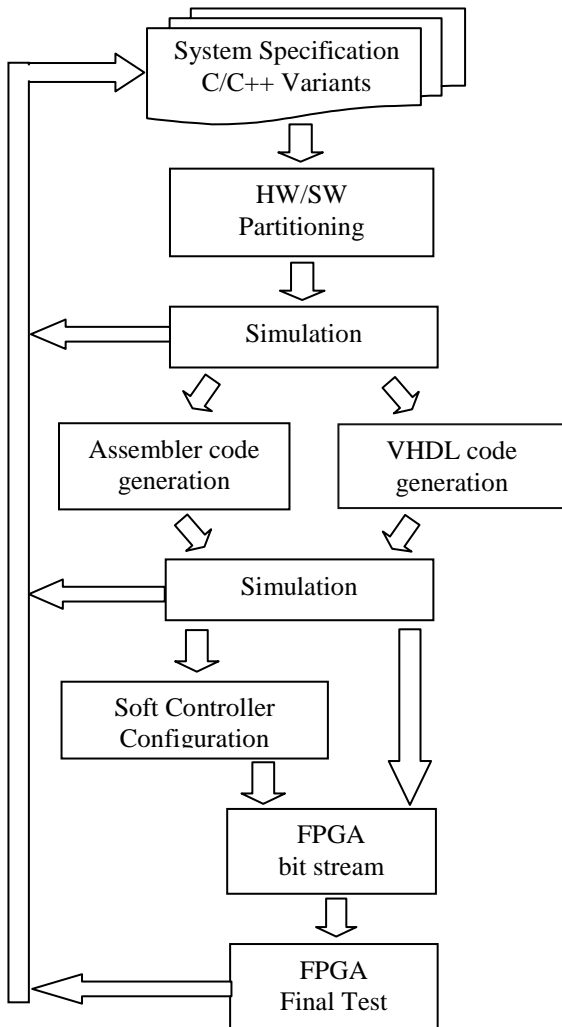 System Specification
C/C++ Variants
HW/SW
Partitioning
Simulation
Assembler code
generation
VHDL code
generation
Simulation
Soft Controller
Configuration
FPGA
bit stream
FPGA
Final Test